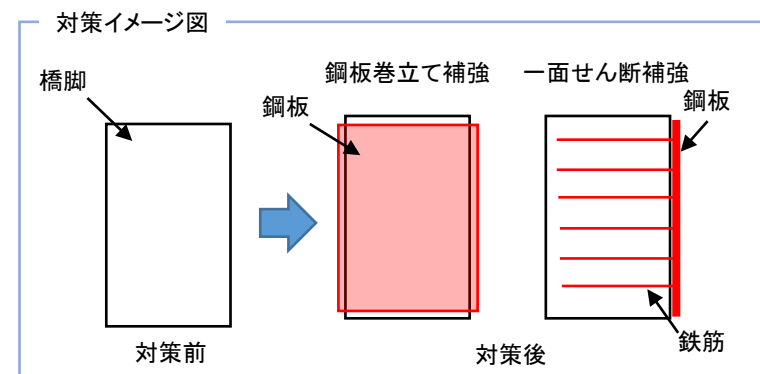 対策イメージ図
橋脚
鋼板巻立て補強
一面せん断補強
鋼板
鋼板
鉄筋
対策前
対策後